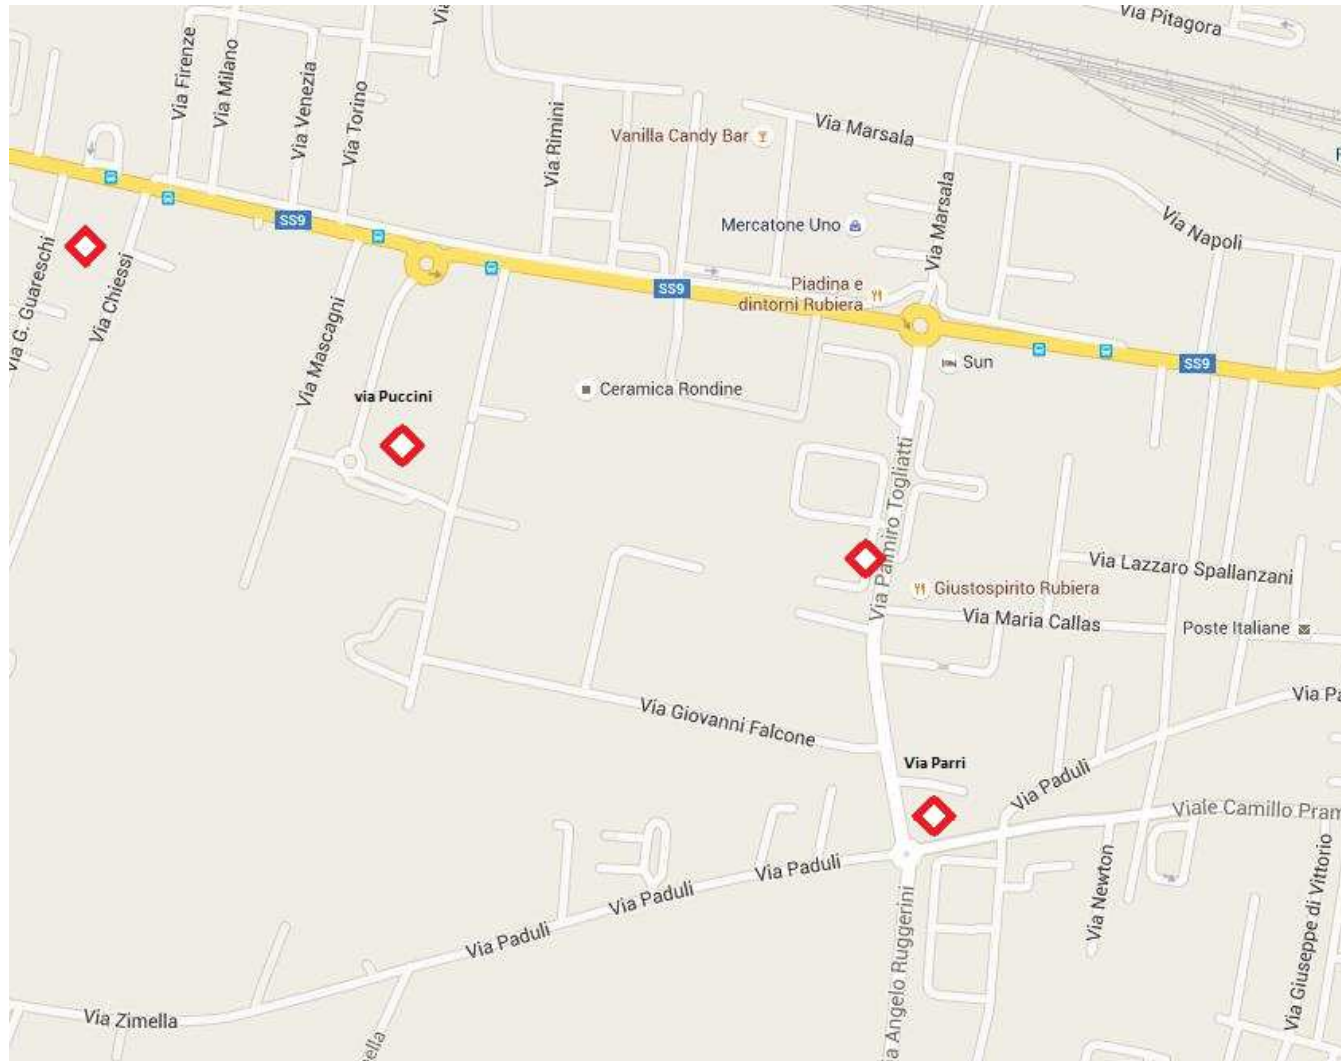 Via Pitagora
Via Firenze
Via Milano
Via Venezia
Via Torino
Via Rimini
Vanilla Candy Bar
Via Marsala
Mercatone Uno
Via Marsala
Via Napoli
SS9
Via G. Guareschi
Via Chiessi
Via Mascagni
SS9
Piadina e
dintorni Rubiera
Sun
SS9
via Puccini
Ceramica Rondine
Via Palmiro Togliatti
Via Lazzaro Spallanzani
Giustospirito Rubiera
Via Maria Callas
Poste Italiane
Via Pa
Via Giovanni Falcone
Via Parri
Via Paduli
Viale Camillo Pram
Via Paduli
Via Paduli
Via Paduli
Via Newton
Via Giuseppe di Vittorio
ia Angelo Ruggerini
Via Zimella
ella